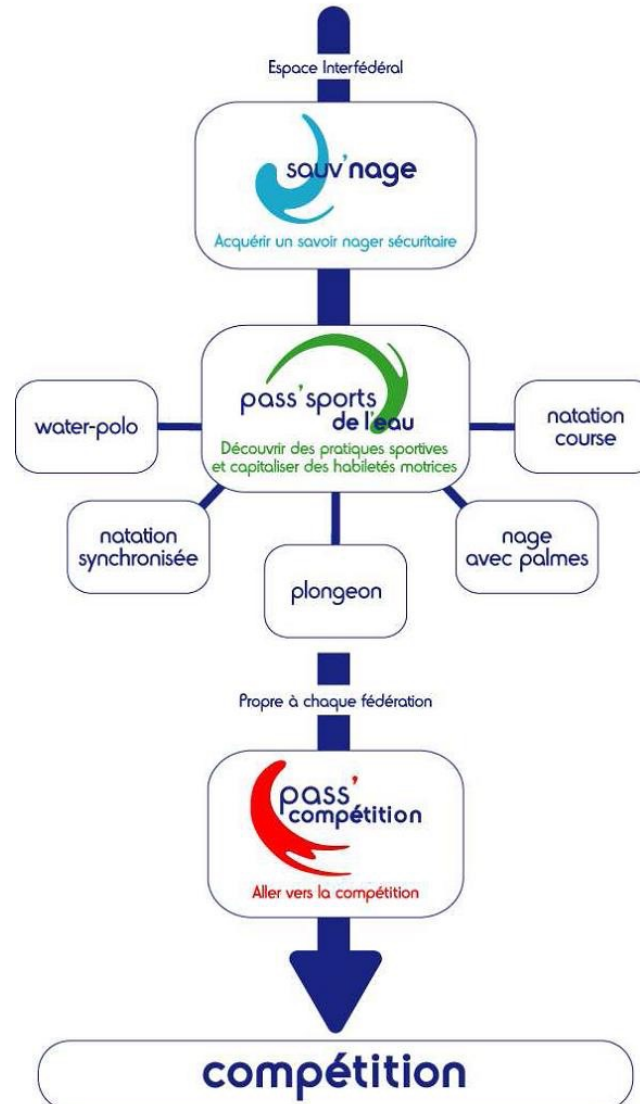 Espace Interfédéral
sauv'nage
Acquérir un savoir nager sécuritaire
pass'sports
de l'eau
Découvrir des pratiques sportives
et capitaliser des habiletés motrices
water-polo
natation
course
natation
synchronisée
nage
avec palmes
plongeon
Propre à chaque fédération
pass'
compétition
Aller vers la compétition
compétition